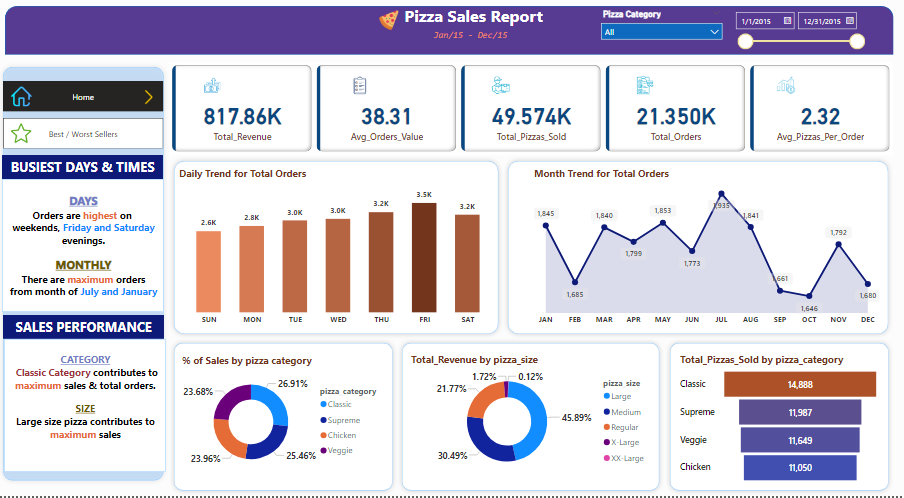 Pizza Sales Report
Jan/15 - Dec/15
Pizza Category
All
1/1/2015
12/31/2015
Home
Best / Worst Sellers
BUSIEST DAYS & TIMES
DAYS
Orders are highest on
weekends, Friday and Saturday
evenings.
MONTHLY
There are maximum orders
from month of July and January
SALES PERFORMANCE
CATEGORY
Classic Category contributes to
maximum sales & total orders.
SIZE
Large size pizza contributes to
maximum sales
817.86K
Total_Revenue
38.31
Avg_Orders_Value
49.574K
Total_Pizzas_Sold
21.350K
Total_Orders
2.32
Avg_Pizzas_Per_Order
Daily Trend for Total Orders
2.6K
2.8K
3.0K
3.0K
3.2K
3.5K
3.2K
SUN
MON
TUE
WED
THU
FRI
SAT
Month Trend for Total Orders
1,845
1,685
1,840
1,799
1,853
1,773
1,935
1,841
1,661
1,646
1,792
1,680
JAN
FEB
MAR
APR
MAY
JUN
JUL
AUG
SEP
OCT
NOV
DEC
% of Sales by pizza category
26.91%
25.46%
23.96%
23.68%
pizza_category
Classic
Supreme
Chicken
Veggie
Total_Revenue by pizza_size
1.72%
0.12%
21.77%
45.89%
30.49%
pizza_size
Large
Medium
Regular
X-Large
XX-Large
Total_Pizzas_Sold by pizza_category
Classic
14,888
Supreme
11,987
Veggie
11,649
Chicken
11,050